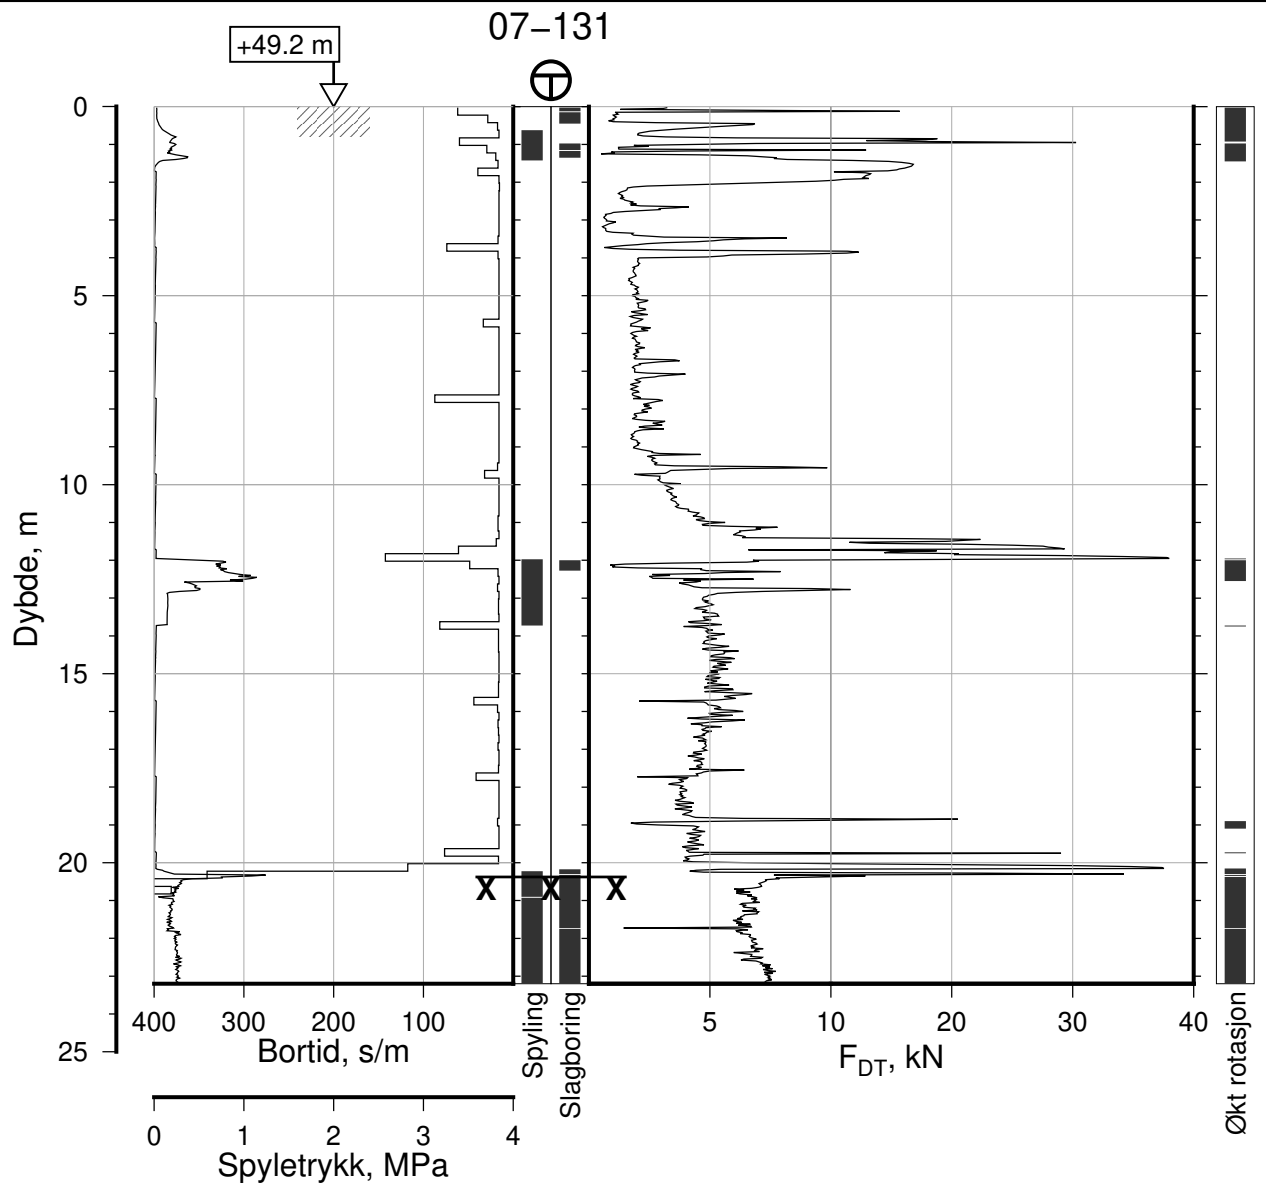 07–131
+49.2 m
0
5
10
15
20
25
Dybde, m
400 300 200 100
Bortid, s/m
0 1 2 3 4
Spyletrykk, MPa
Spyling
Slagboring
X X X
5 10 20 30 40
F_DT, kN
Økt rotasjon